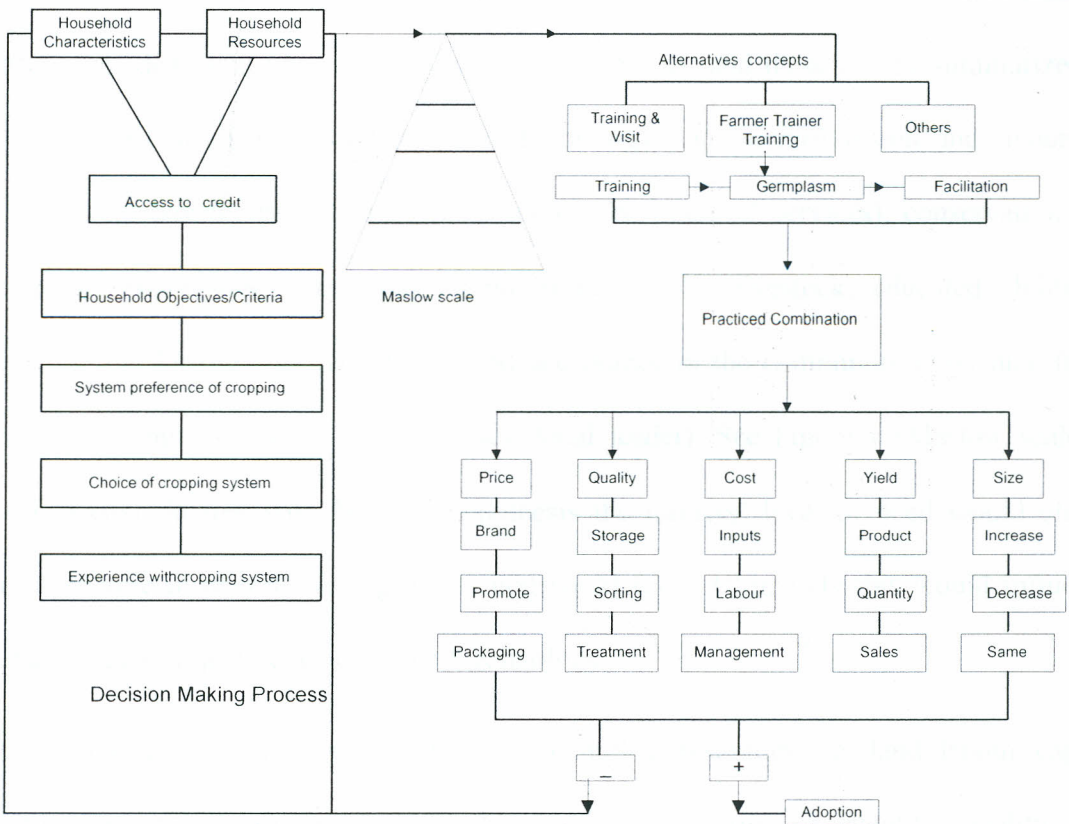 Household
Characteristics
Household
Resources
Alternatives concepts
Training &
Visit
Farmer Trainer
Training
Others
Training
Germplasm
Facilitation
Access to credit
Household Objectives/Criteria
Maslow scale
Practiced Combination
System preference of cropping
Choice of cropping system
Experience withcropping system
Price
Quality
Cost
Yield
Size
Brand
Storage
Inputs
Product
Increase
Promote
Sorting
Labour
Quantity
Decrease
Packaging
Treatment
Management
Sales
Same
Decision Making Process
_
+
Adoption